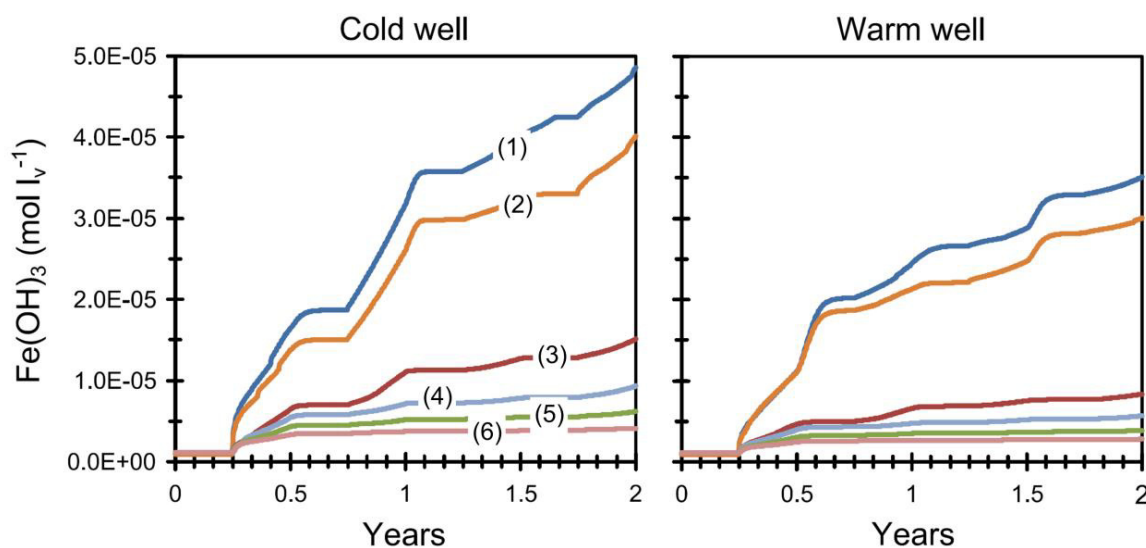 Cold well
Warm well
Fe(OH)₃ (mol lᵥ⁻¹)
5.0E-05
4.0E-05
3.0E-05
2.0E-05
1.0E-05
0.0E+00
(1)
(2)
(3)
(4)
(5)
(6)
0 0.5 1 1.5 2
0 0.5 1 1.5 2
Years
Years